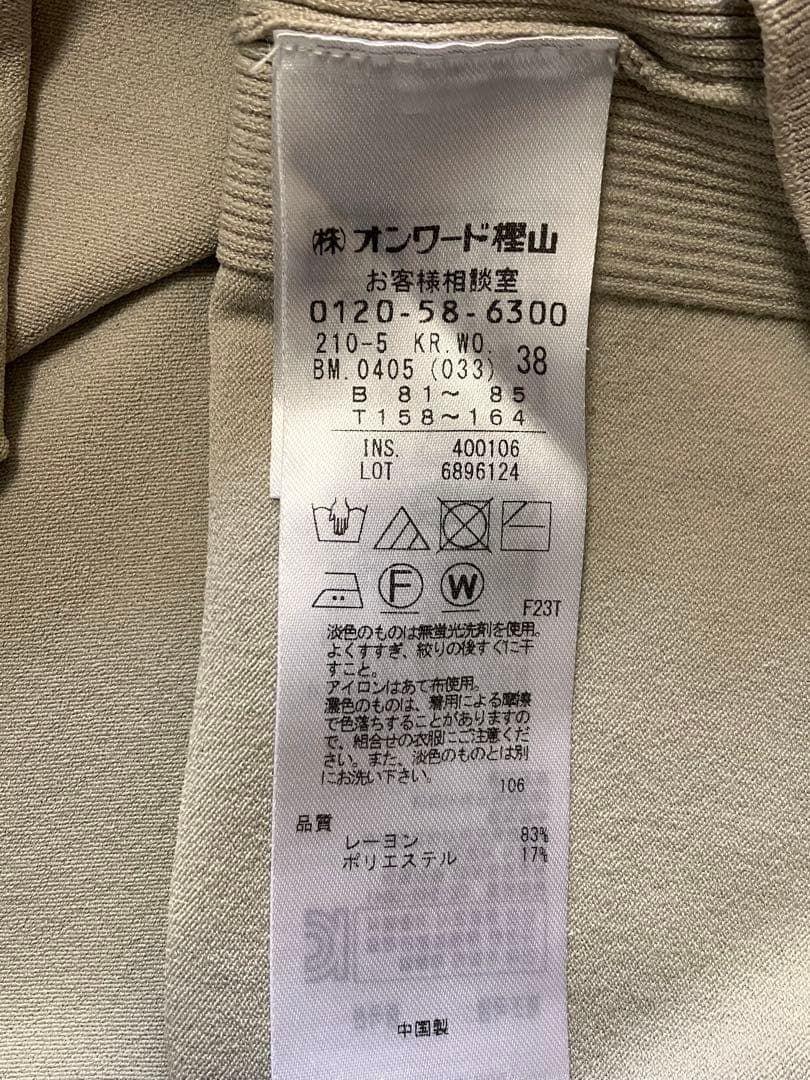 (株)オンワード樫山
お客様相談室
0120-58-6300
210-5 KR.WO. 38
BM.0405 (033)
B 81~ 85
T158~164
INS. 400106
LOT 6896124
F W
F23T
淡色のものは無蛍光洗剤を使用。
よくすすぎ、絞りの後すぐに干
すこと。
アイロンはあて布使用。
濃色のものは、着用による摩擦
で色落ちすることがありますの
で、組合せの衣服にご注意くだ
さい。また、淡色のものとは別
にお洗い下さい。
106
品質
レーヨン 83%
ポリエステル 17%
中国製